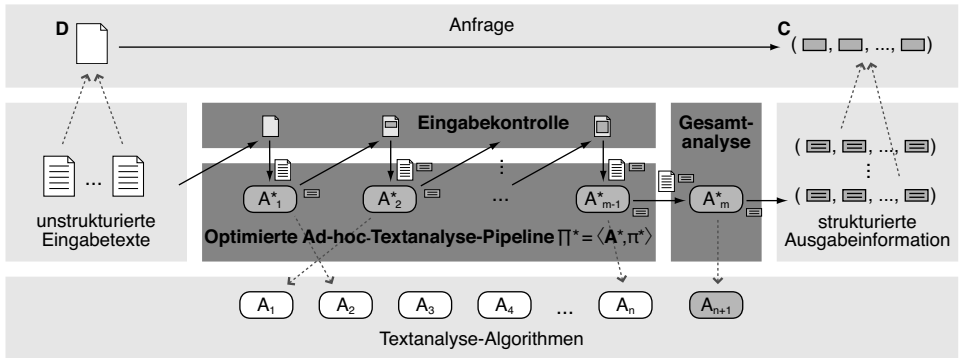 D
Anfrage
C
( , , ..., )
Eingabekontrolle
Gesamt-
analyse
...
unstrukturierte
Eingabetexte
A*1
A*2
...
...
A*m-1
A*m
( , , ..., )
...
( , , ..., )
strukturierte
Ausgabeinformation
Optimierte Ad-hoc-Textanalyse-Pipeline ∏* = ⟨A*,π*⟩
A1
A2
A3
A4
...
An
An+1
Textanalyse-Algorithmen